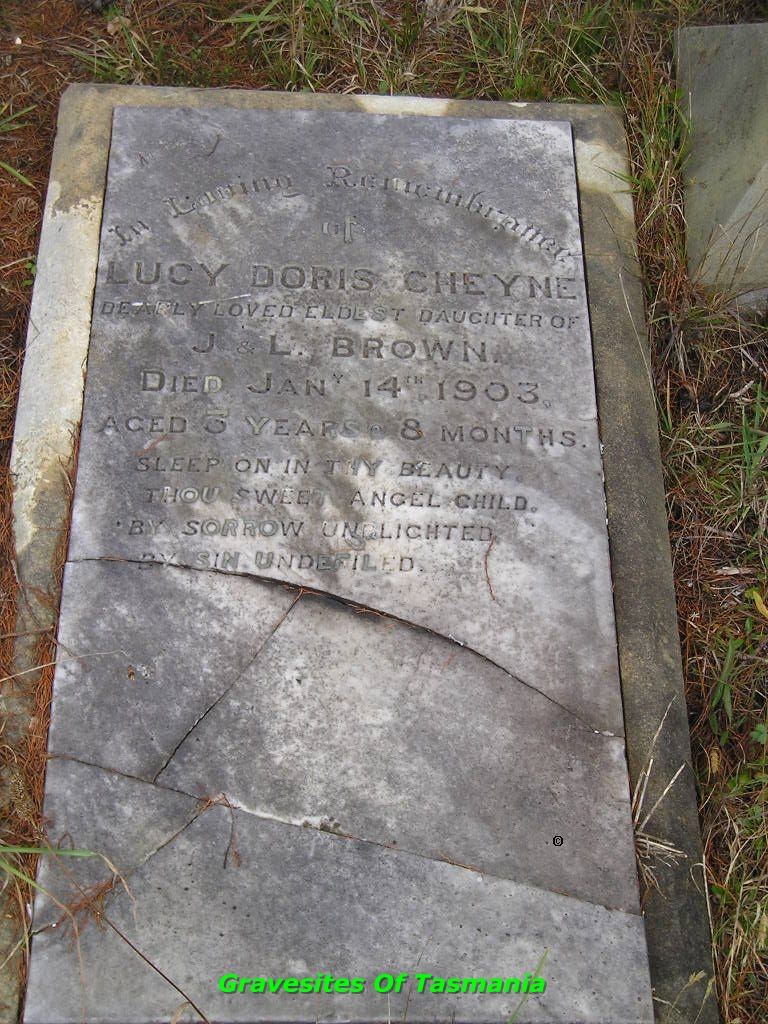 In Loving Remembrance
of
LUCY DORIS CHEYNE
DEARLY LOVED ELDEST DAUGHTER OF
J. & L. BROWN.
DIED JANY 14TH 1903.
AGED 3 YEARS & 8 MONTHS.
SLEEP ON IN THY BEAUTY.
THOU SWEET ANGEL CHILD.
BY SORROW UNBLIGHTED
BY SIN UNDEFILED.
©
Gravesites Of Tasmania